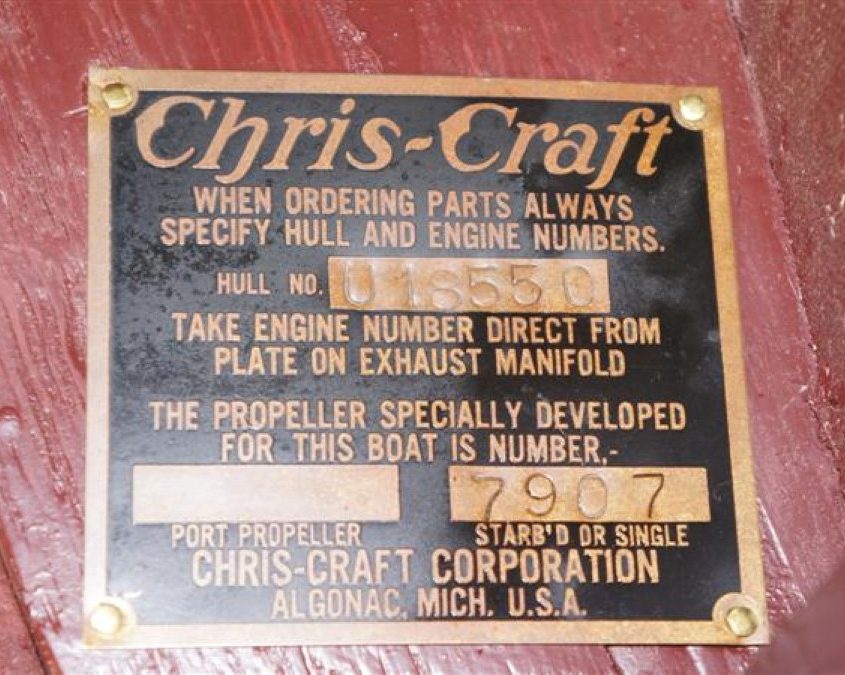 Chris-Craft
WHEN ORDERING PARTS ALWAYS
SPECIFY HULL AND ENGINE NUMBERS.
HULL NO. U18550
TAKE ENGINE NUMBER DIRECT FROM
PLATE ON EXHAUST MANIFOLD
THE PROPELLER SPECIALLY DEVELOPED
FOR THIS BOAT IS NUMBER,-
7907
PORT PROPELLER STARB'D OR SINGLE
CHRIS-CRAFT CORPORATION
ALGONAC, MICH. U.S.A.